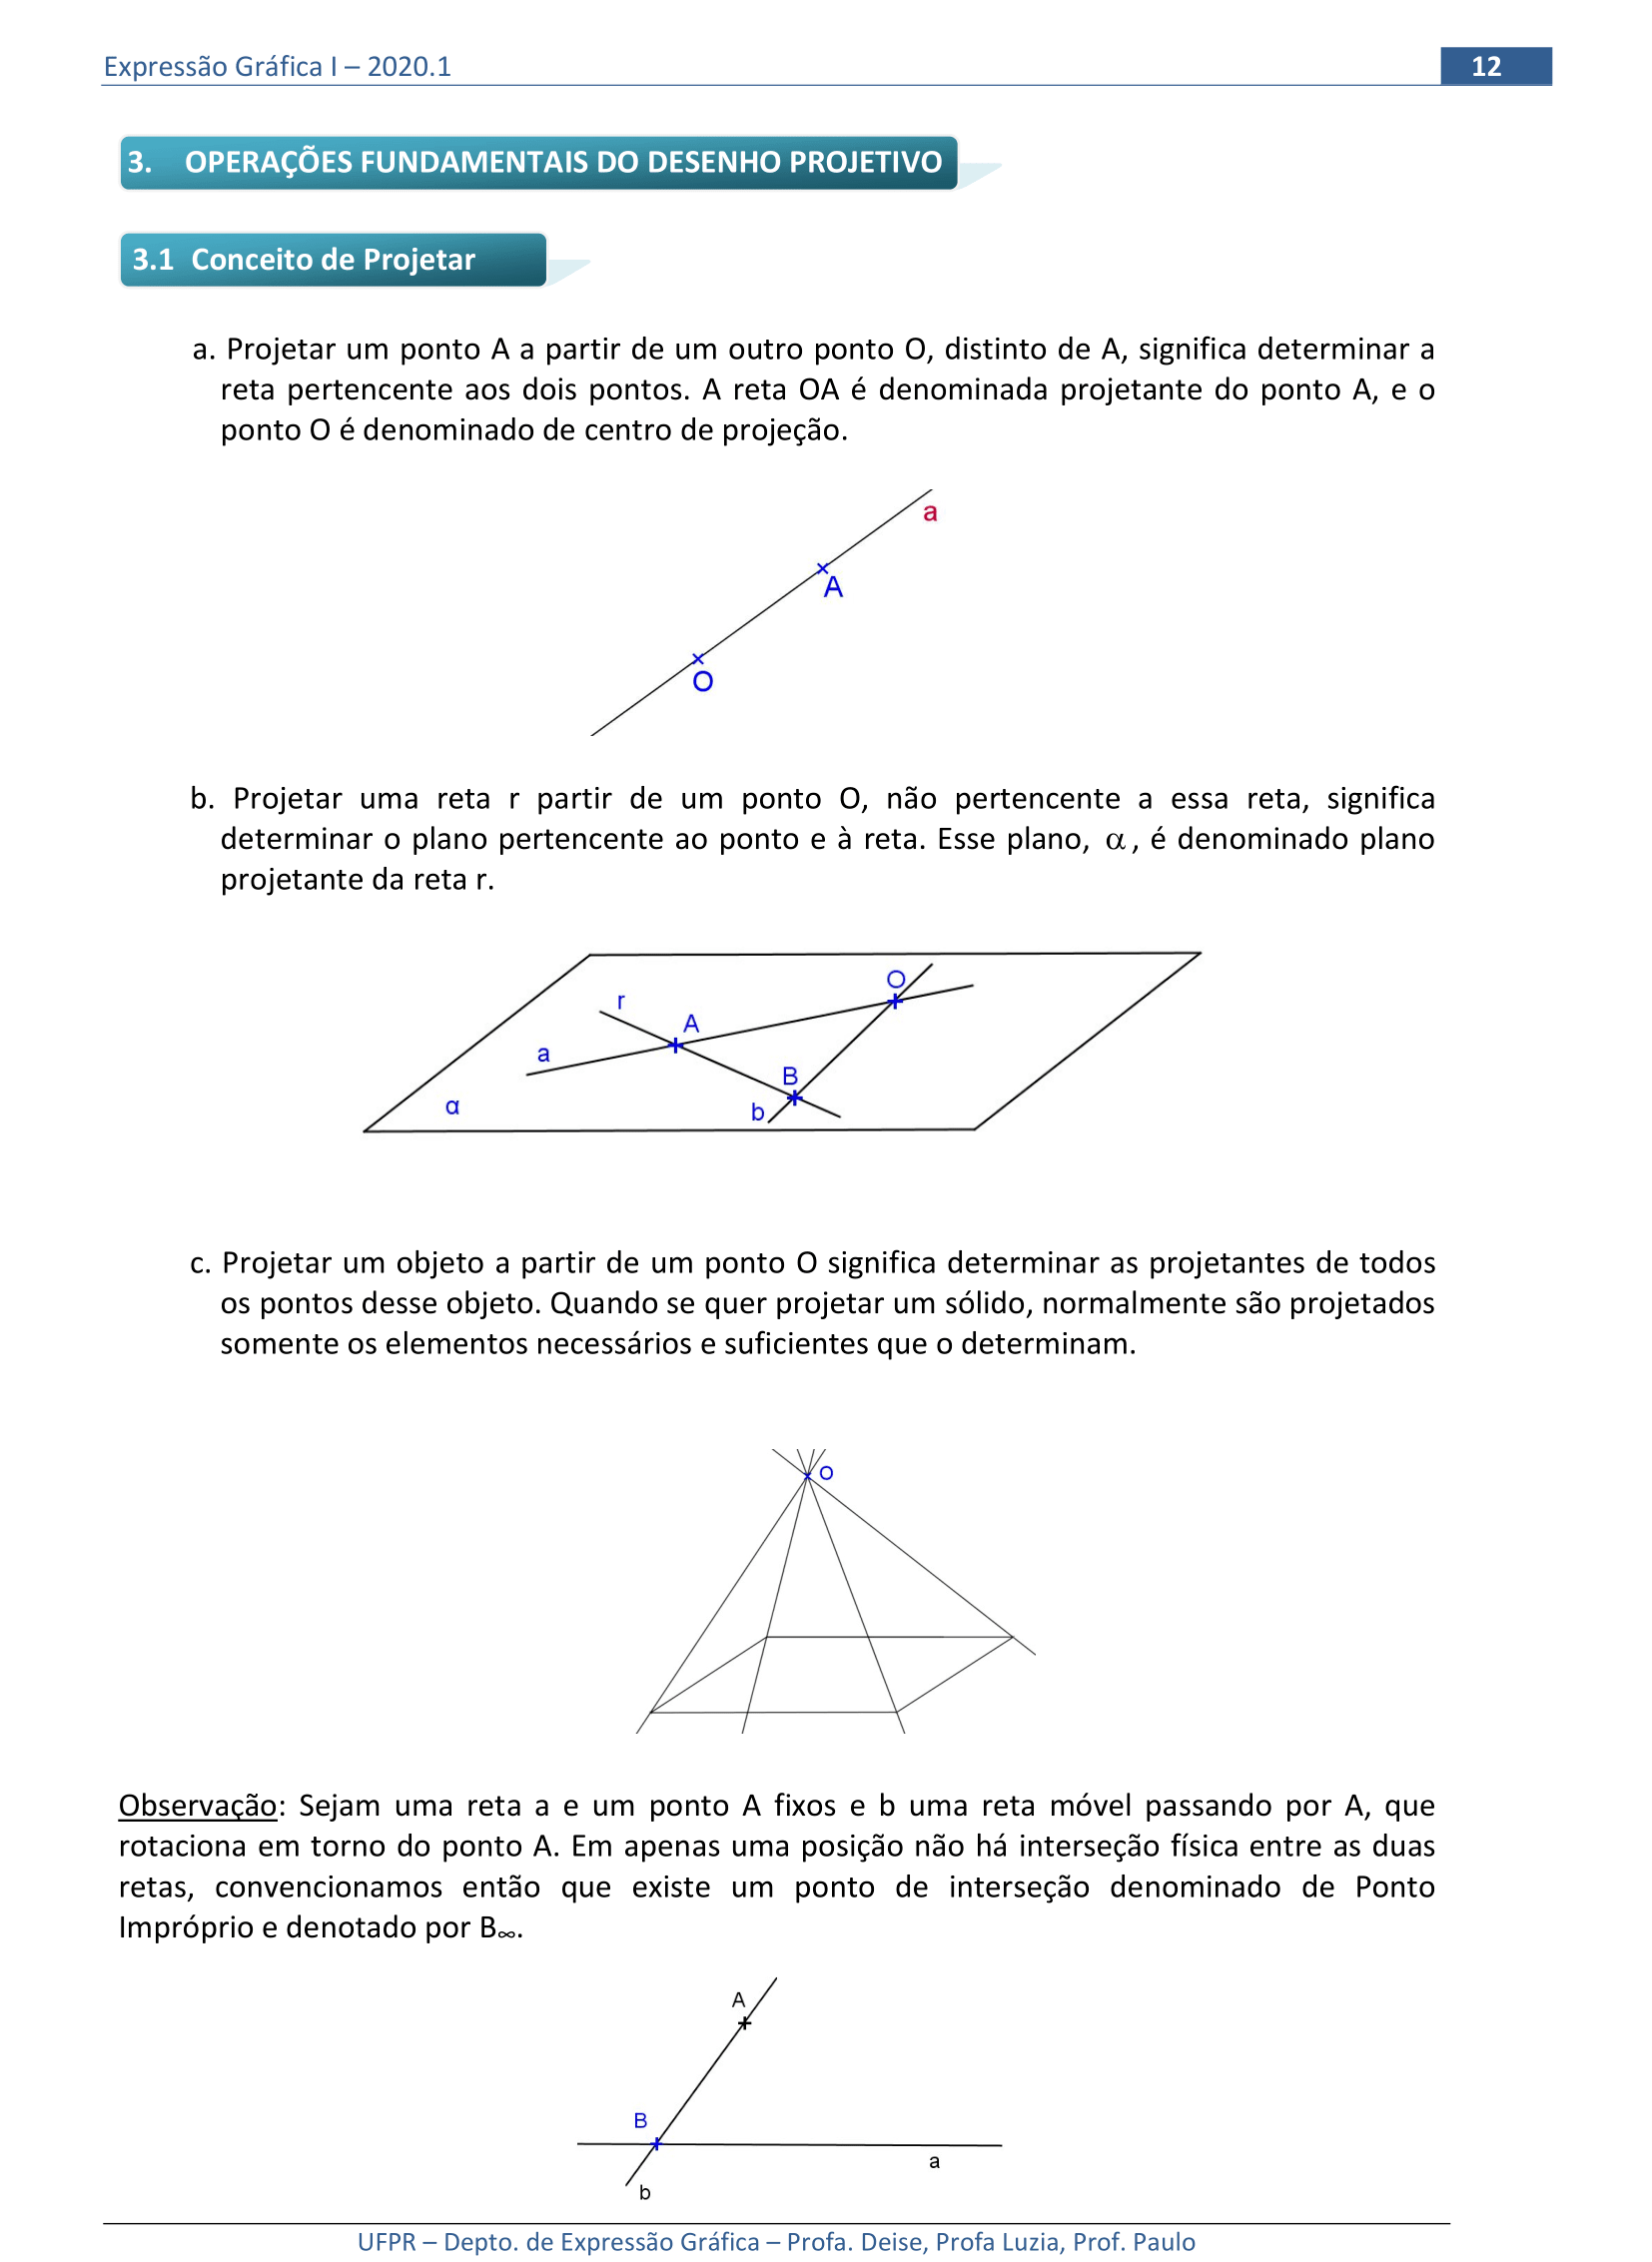 Expressão Gráfica I – 2020.1 12
3. OPERAÇÕES FUNDAMENTAIS DO DESENHO PROJETIVO
3.1 Conceito de Projetar
a. Projetar um ponto A a partir de um outro ponto O, distinto de A, significa determinar a
reta pertencente aos dois pontos. A reta OA é denominada projetante do ponto A, e o
ponto O é denominado de centro de projeção.
a
A
O
b. Projetar uma reta r partir de um ponto O, não pertencente a essa reta, significa
determinar o plano pertencente ao ponto e à reta. Esse plano, α, é denominado plano
projetante da reta r.
O
r
A
a
B
α
b
c. Projetar um objeto a partir de um ponto O significa determinar as projetantes de todos
os pontos desse objeto. Quando se quer projetar um sólido, normalmente são projetados
somente os elementos necessários e suficientes que o determinam.
O
Observação: Sejam uma reta a e um ponto A fixos e b uma reta móvel passando por A, que
rotaciona em torno do ponto A. Em apenas uma posição não há interseção física entre as duas
retas, convencionamos então que existe um ponto de interseção denominado de Ponto
Impróprio e denotado por B∞.
A
B
a
b
UFPR – Depto. de Expressão Gráfica – Profa. Deise, Profa Luzia, Prof. Paulo